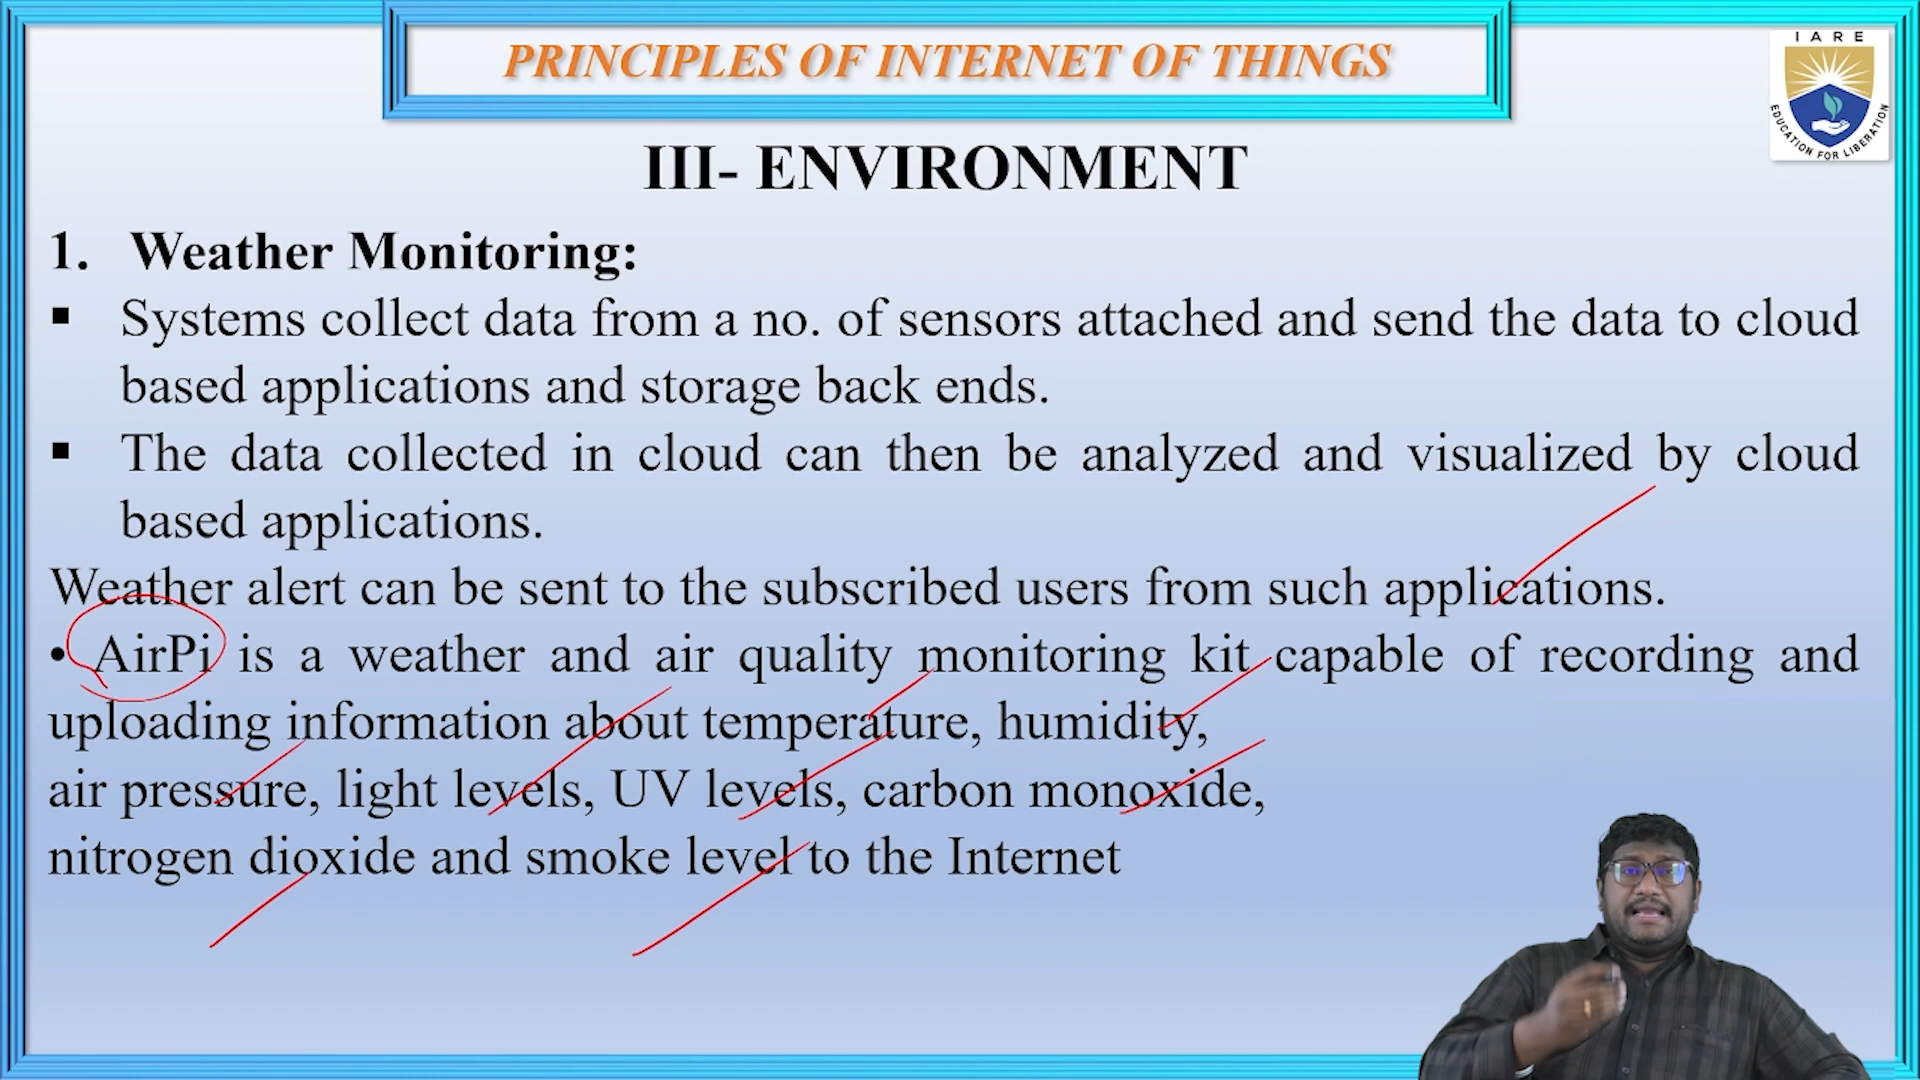 PRINCIPLES OF INTERNET OF THINGS
IARE
EDUCATION FOR LIBERATION
III- ENVIRONMENT
1. Weather Monitoring:
▪ Systems collect data from a no. of sensors attached and send the data to cloud
based applications and storage back ends.
▪ The data collected in cloud can then be analyzed and visualized by cloud
based applications.
Weather alert can be sent to the subscribed users from such applications.
• AirPi is a weather and air quality monitoring kit capable of recording and
uploading information about temperature, humidity,
air pressure, light levels, UV levels, carbon monoxide,
nitrogen dioxide and smoke level to the Internet